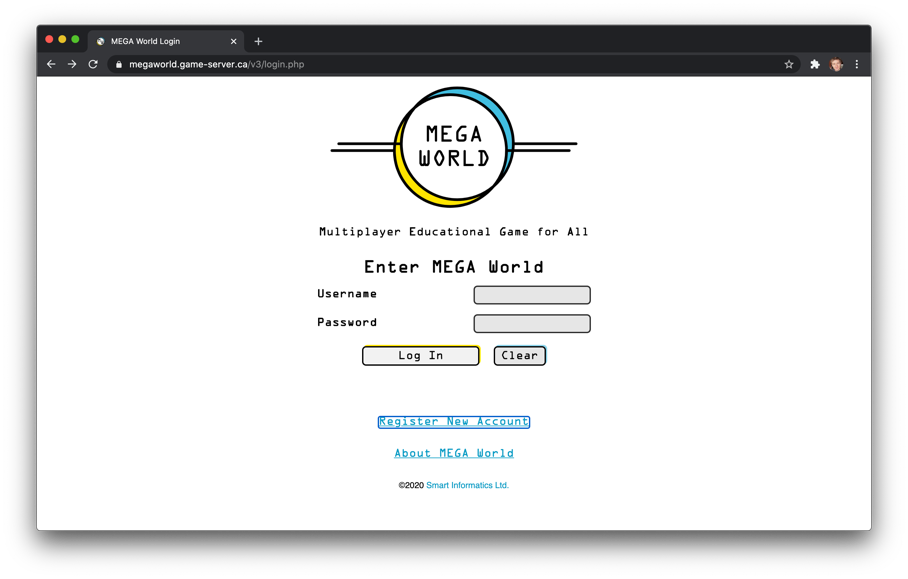 MEGA World Login
megaworld.game-server.ca/v3/login.php
MEGA
WORLD
Multiplayer Educational Game for All
Enter MEGA World
Username
Password
Log In
Clear
Register New Account
About MEGA World
©2020 Smart Informatics Ltd.